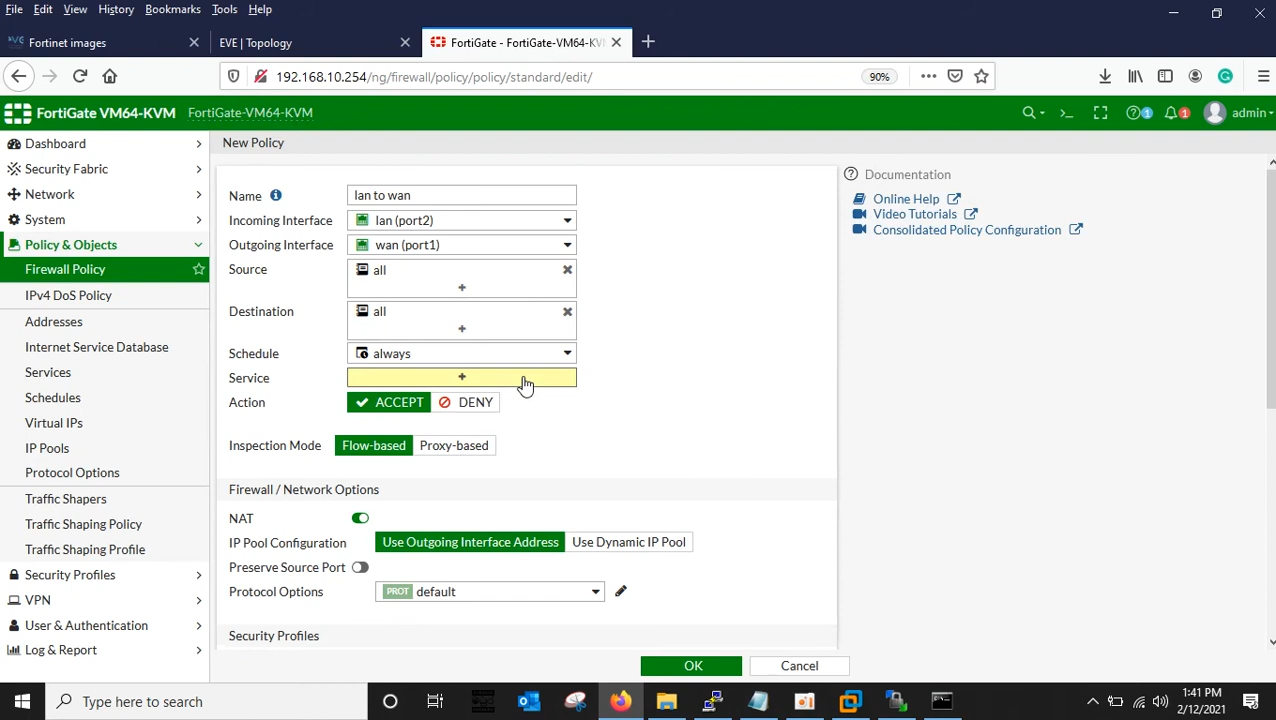 File Edit View History Bookmarks Tools Help
Fortinet images
EVE | Topology
FortiGate - FortiGate-VM64-KV
192.168.10.254/ng/firewall/policy/policy/standard/edit/
90%
FortiGate VM64-KVM
FortiGate-VM64-KVM
1
1
admin
Dashboard
Security Fabric
Network
System
Policy & Objects
Firewall Policy
IPv4 DoS Policy
Addresses
Internet Service Database
Services
Schedules
Virtual IPs
IP Pools
Protocol Options
Traffic Shapers
Traffic Shaping Policy
Traffic Shaping Profile
Security Profiles
VPN
User & Authentication
Log & Report
New Policy
Name lan to wan
Incoming Interface lan (port2)
Outgoing Interface wan (port1)
Source all
+
Destination all
+
Schedule always
Service +
Action ACCEPT DENY
Inspection Mode Flow-based Proxy-based
Firewall / Network Options
NAT
IP Pool Configuration Use Outgoing Interface Address Use Dynamic IP Pool
Preserve Source Port
Protocol Options PROT default
Security Profiles
OK Cancel
Documentation
Online Help
Video Tutorials
Consolidated Policy Configuration
Type here to search
1:41 PM
2/12/2021